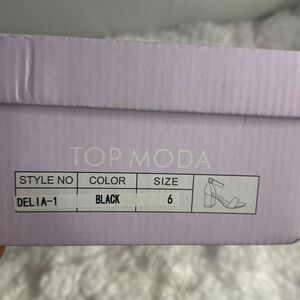 TOP MODA
STYLE NO COLOR SIZE
DELIA-1 BLACK 6